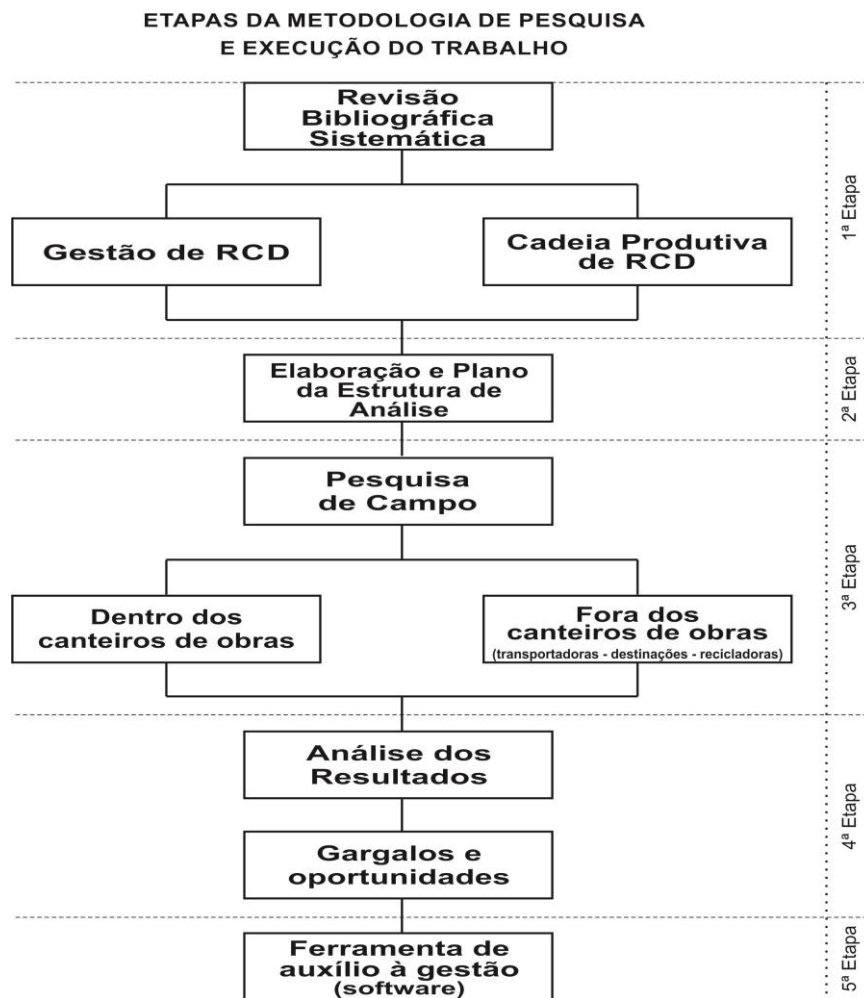 ETAPAS DA METODOLOGIA DE PESQUISA
E EXECUÇÃO DO TRABALHO
Revisão
Bibliográfica
Sistemática
Gestão de RCD
Cadeia Produtiva
de RCD
1ª Etapa
Elaboração e Plano
da Estrutura de
Análise
2ª Etapa
Pesquisa
de Campo
Dentro dos
canteiros de obras
Fora dos
canteiros de obras
(transportadoras - destinações - recicladoras)
3ª Etapa
Análise dos
Resultados
Gargalos e
oportunidades
4ª Etapa
Ferramenta de
auxílio à gestão
(software)
5ª Etapa